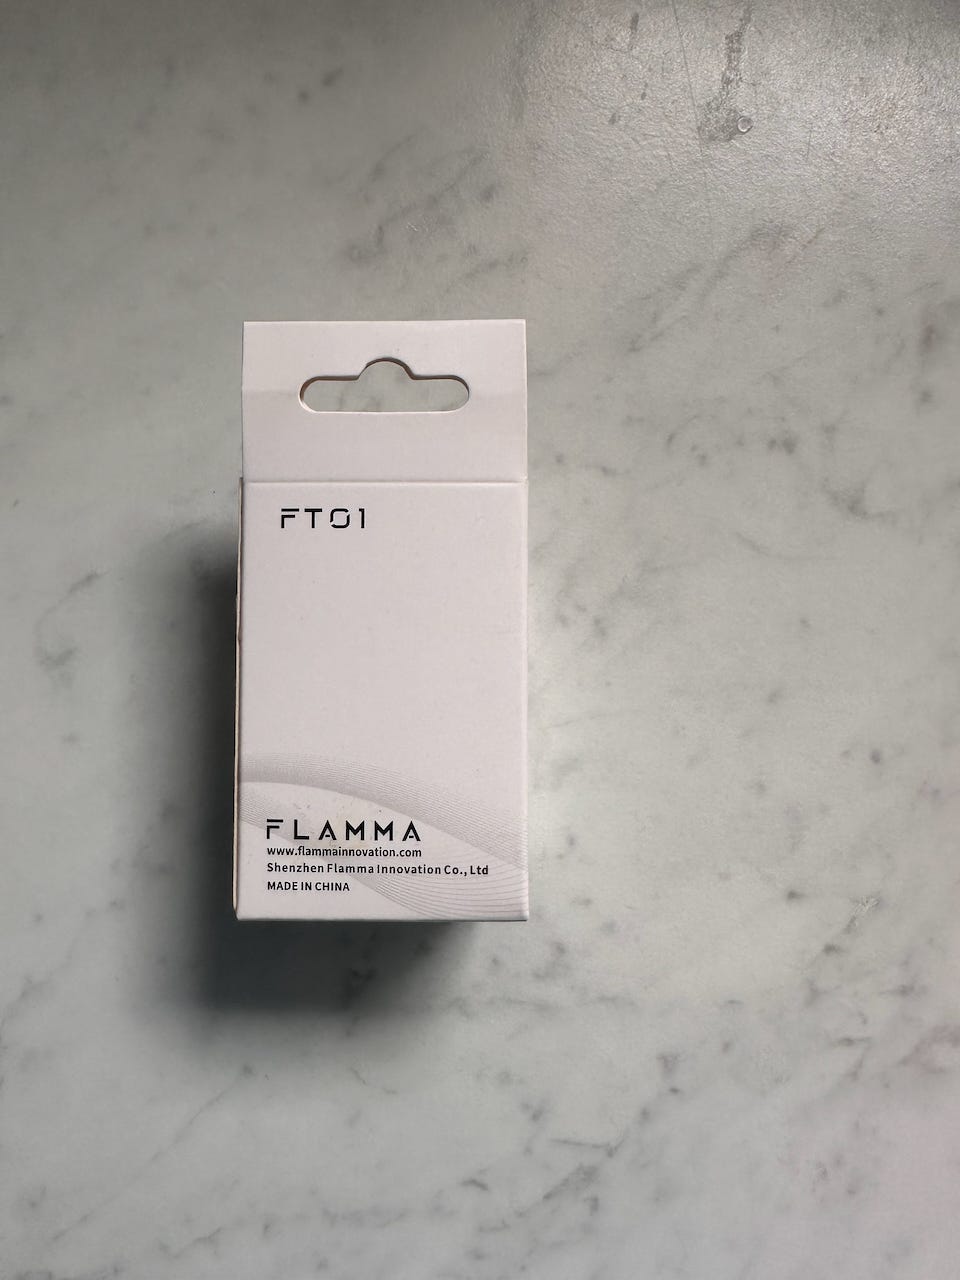 FT01
FLAMMA
www.flammainnovation.com
Shenzhen Flamma Innovation Co., Ltd
MADE IN CHINA